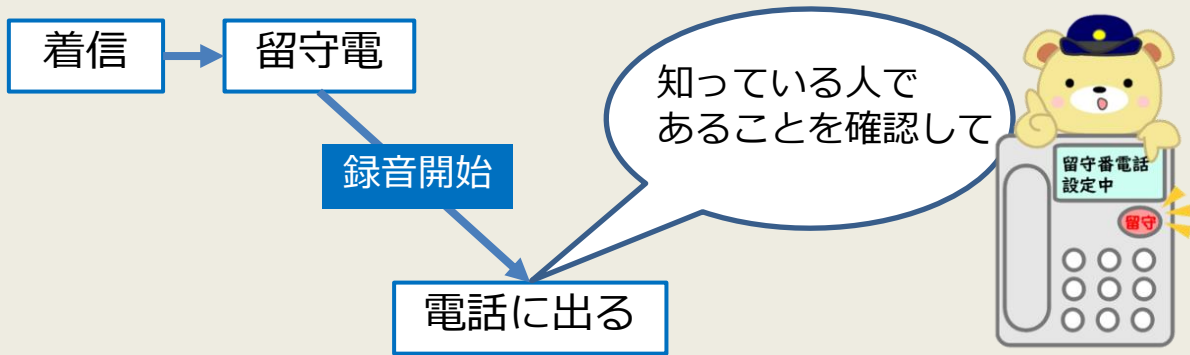 着信
留守電
知っている人で
あることを確認して
録音開始
電話に出る
留守番電話
設定中
留守